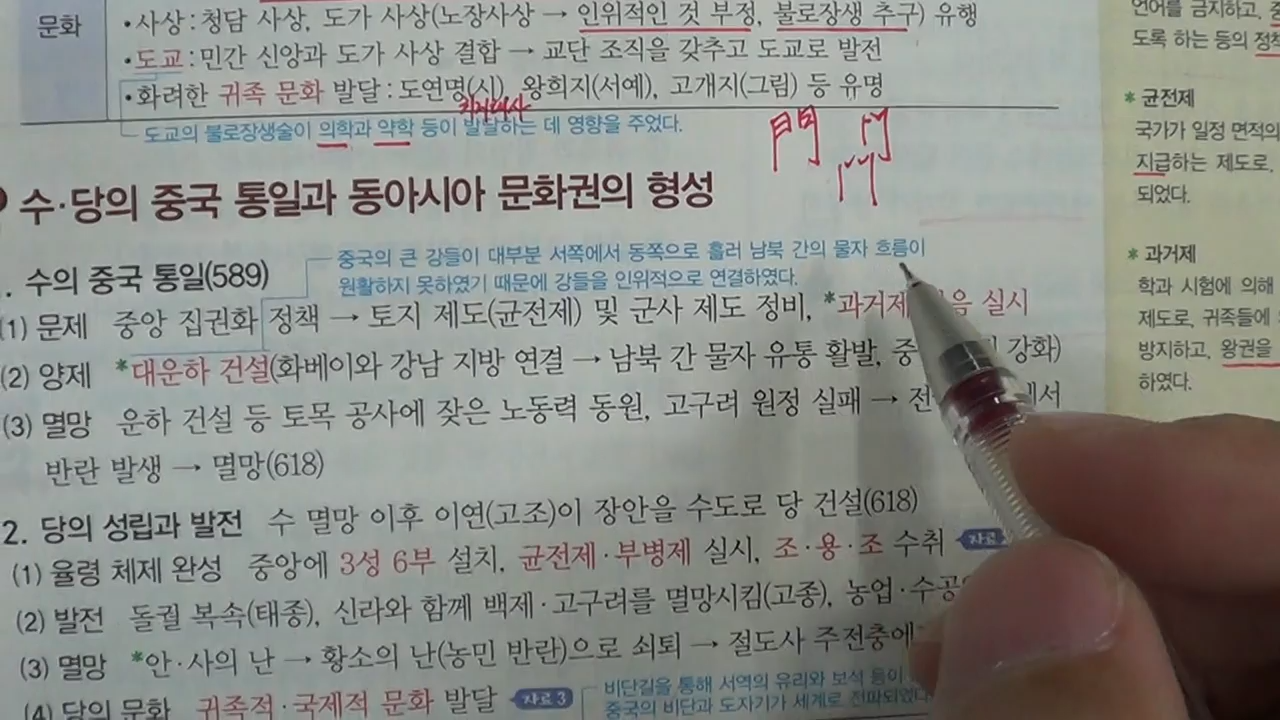 문화
•사상:청담 사상, 도가 사상(노장사상 → 인위적인 것 부정, 불로장생 추구) 유행
•도교:민간 신앙과 도가 사상 결합 → 교단 조직을 갖추고 도교로 발전
•화려한 귀족 문화 발달:도연명(시), 왕희지(서예), 고개지(그림) 등 유명
도교의 불로장생술이 의학과 약학 등이 발달하는 데 영향을 주었다.
門
수·당의 중국 통일과 동아시아 문화권의 형성
중국의 큰 강들이 대부분 서쪽에서 동쪽으로 흘러 남북 간의 물자 흐름이
원활하지 못하였기 때문에 강들을 인위적으로 연결하였다.
수의 중국 통일(589)
(1) 문제 중앙 집권화 정책 → 토지 제도(균전제) 및 군사 제도 정비, *과거제 실시
(2) 양제 *대운하 건설(화베이와 강남 지방 연결 → 남북 간 물자 유통 활발, 중 강화)
(3) 멸망 운하 건설 등 토목 공사에 잦은 노동력 동원, 고구려 원정 실패 → 에서
반란 발생 → 멸망(618)
2. 당의 성립과 발전 수 멸망 이후 이연(고조)이 장안을 수도로 당 건설(618)
(1) 율령 체제 완성 중앙에 3성 6부 설치, 균전제·부병제 실시, 조·용·조 수취 자료
(2) 발전 돌궐 복속(태종), 신라와 함께 백제·고구려를 멸망시킴(고종), 농업·수공
(3) 멸망 *안·사의 난 → 황소의 난(농민 반란)으로 쇠퇴 → 절도사 주전충에
(4) 당의 문화 귀족적·국제적 문화 발달 자료 3
비단길을 통해 서역의 유리와 보석 등이
중국의 비단과 도자기가 세계로 전파되었다.
언어를 금지하고,
도록 하는 등의 정책
* 균전제
국가가 일정 면적의
지급하는 제도로,
되었다.
* 과거제
학과 시험에 의해
제도로, 귀족들에
방지하고, 왕권을
하였다.